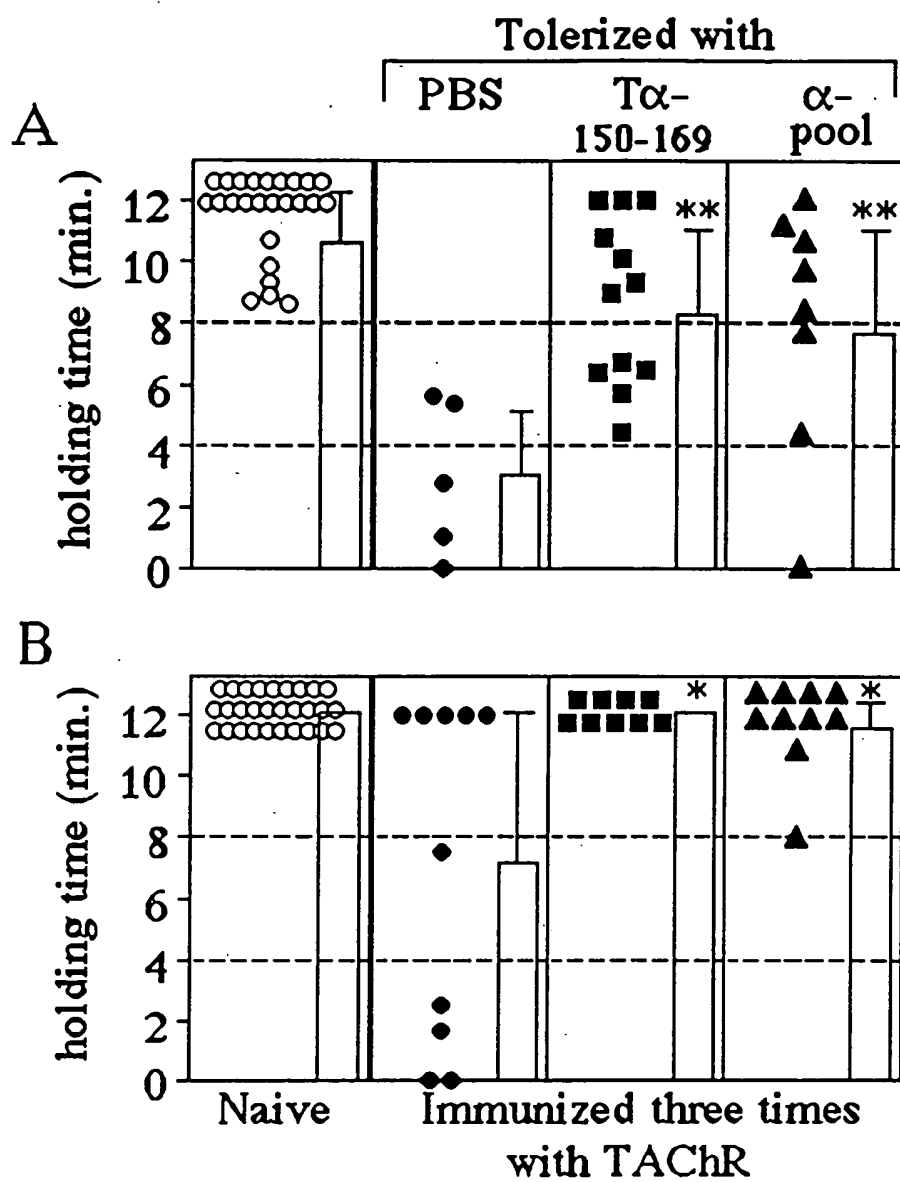 Tolerized with
PBS
Tα-
150-169
α-
pool
A
holding time (min.)
12
10
8
6
4
2
0
**
**
B
holding time (min.)
12
10
8
6
4
2
0
*
*
Naive
Immunized three times
with TAChR